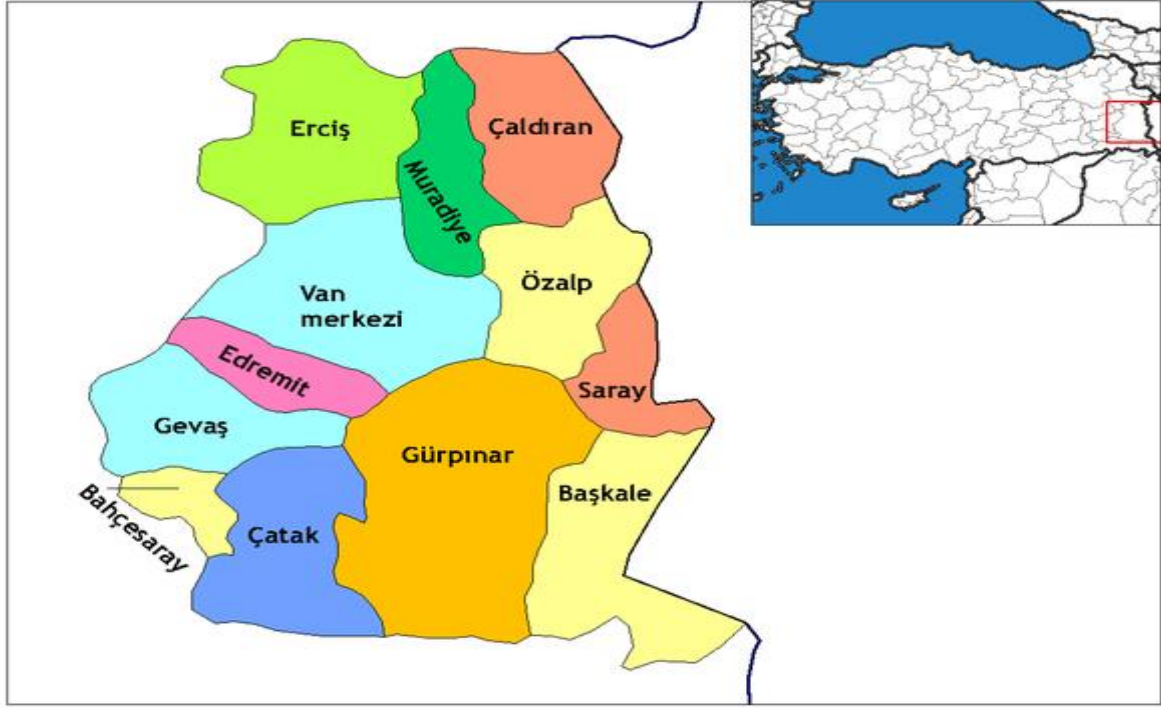 Erciş
Çaldıran
Muradiye
Özalp
Van
merkezi
Edremit
Saray
Gevaş
Gürpınar
Başkale
Bahçesaray
Çatak